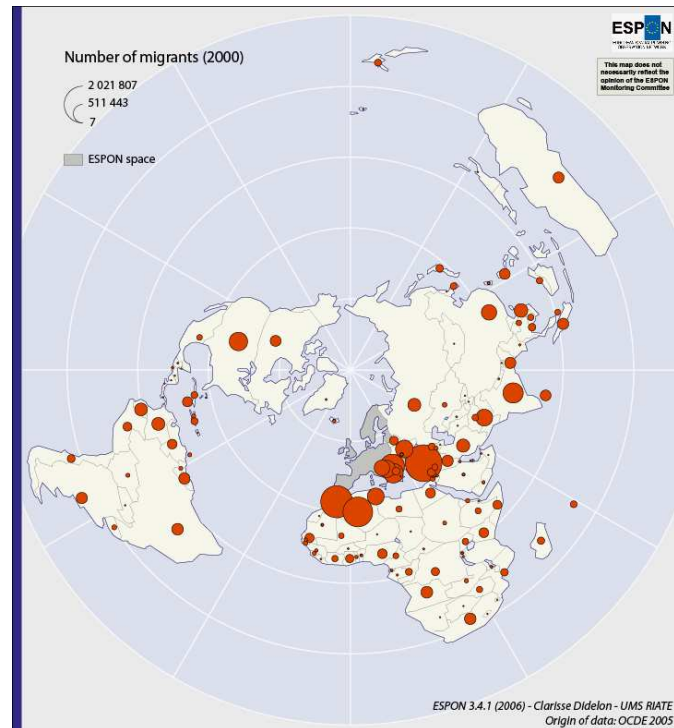 ESPON
This map does not
necessarily reflect the
opinion of the ESPON
Monitoring Committee
Number of migrants (2000)
2 021 807
511 443
7
ESPON space
ESPON 3.4.1 (2006) - Clarisse Didelon - UMS RIATE
Origin of data: OCDE 2005